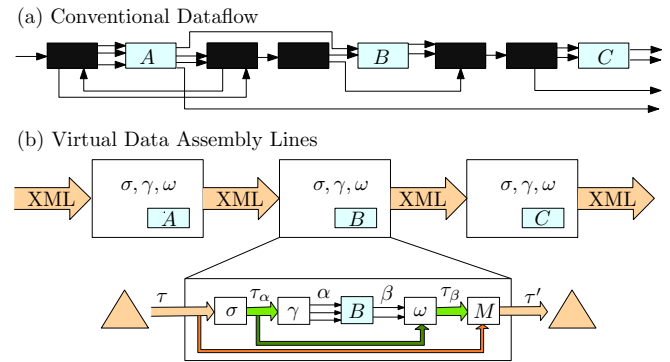 (a) Conventional Dataflow
A B C
(b) Virtual Data Assembly Lines
XML σ, γ, ω XML σ, γ, ω XML σ, γ, ω XML
A B C
τ σ τα γ α B β ω τβ M τ′